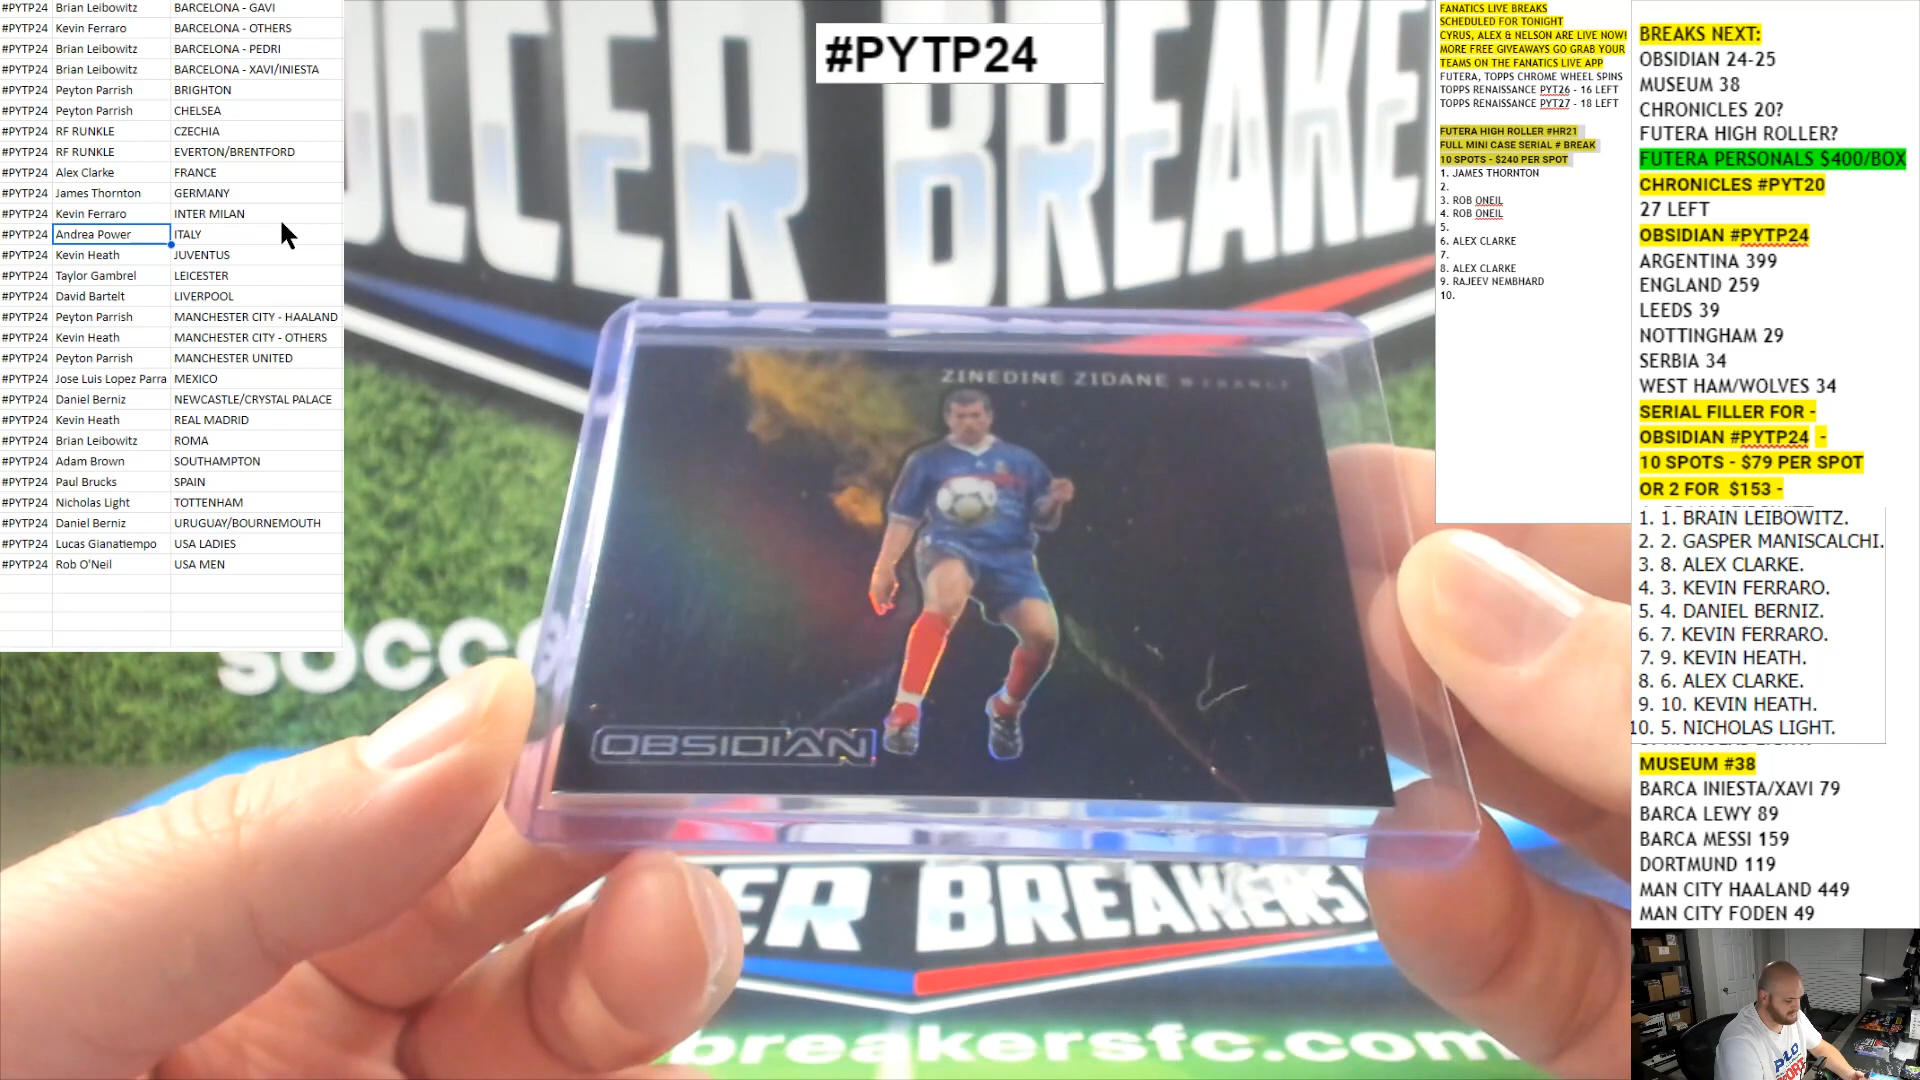 #PYTP24 Brian Leibowitz BARCELONA - GAVI
#PYTP24 Kevin Ferraro BARCELONA - OTHERS
#PYTP24 Brian Leibowitz BARCELONA - PEDRI
#PYTP24 Brian Leibowitz BARCELONA - XAVI/INIESTA
#PYTP24 Peyton Parrish BRIGHTON
#PYTP24 Peyton Parrish CHELSEA
#PYTP24 RF RUNKLE CZECHIA
#PYTP24 RF RUNKLE EVERTON/BRENTFORD
#PYTP24 Alex Clarke FRANCE
#PYTP24 James Thornton GERMANY
#PYTP24 Kevin Ferraro INTER MILAN
#PYTP24 Andrea Power ITALY
#PYTP24 Kevin Heath JUVENTUS
#PYTP24 Taylor Gambrel LEICESTER
#PYTP24 David Bartelt LIVERPOOL
#PYTP24 Peyton Parrish MANCHESTER CITY - HAALAND
#PYTP24 Kevin Heath MANCHESTER CITY - OTHERS
#PYTP24 Peyton Parrish MANCHESTER UNITED
#PYTP24 Jose Luis Lopez Parra MEXICO
#PYTP24 Daniel Berniz NEWCASTLE/CRYSTAL PALACE
#PYTP24 Kevin Heath REAL MADRID
#PYTP24 Brian Leibowitz ROMA
#PYTP24 Adam Brown SOUTHAMPTON
#PYTP24 Paul Brucks SPAIN
#PYTP24 Nicholas Light TOTTENHAM
#PYTP24 Daniel Berniz URUGUAY/BOURNEMOUTH
#PYTP24 Lucas Gianatiempo USA LADIES
#PYTP24 Rob O'Neil USA MEN
#PYTP24
SOCCER BREAKE
ZINEDINE ZIDANE FRANCE
OBSIDIAN
SOCC
ER BREAKERS!
breakersfc.com
FANATICS LIVE BREAKS
SCHEDULED FOR TONIGHT
CYRUS, ALEX & NELSON ARE LIVE NOW!
MORE FREE GIVEAWAYS GO GRAB YOUR
TEAMS ON THE FANATICS LIVE APP
FUTERA, TOPPS CHROME WHEEL SPINS
TOPPS RENAISSANCE PYT26 - 16 LEFT
TOPPS RENAISSANCE PYT27 - 18 LEFT
FUTERA HIGH ROLLER #HR21
FULL MINI CASE SERIAL # BREAK
10 SPOTS - $240 PER SPOT
1. JAMES THORNTON
2.
3. ROB ONEIL
4. ROB ONEIL
5.
6. ALEX CLARKE
7.
8. ALEX CLARKE
9. RAJEEV NEMBHARD
10.
BREAKS NEXT:
OBSIDIAN 24-25
MUSEUM 38
CHRONICLES 20?
FUTERA HIGH ROLLER?
FUTERA PERSONALS $400/BOX
CHRONICLES #PYT20
27 LEFT
OBSIDIAN #PYTP24
ARGENTINA 399
ENGLAND 259
LEEDS 39
NOTTINGHAM 29
SERBIA 34
WEST HAM/WOLVES 34
SERIAL FILLER FOR -
OBSIDIAN #PYTP24 -
10 SPOTS - $79 PER SPOT
OR 2 FOR $153 -
1. 1. BRAIN LEIBOWITZ.
2. 2. GASPER MANISCALCHI.
3. 8. ALEX CLARKE.
4. 3. KEVIN FERRARO.
5. 4. DANIEL BERNIZ.
6. 7. KEVIN FERRARO.
7. 9. KEVIN HEATH.
8. 6. ALEX CLARKE.
9. 10. KEVIN HEATH.
10. 5. NICHOLAS LIGHT.
MUSEUM #38
BARCA INIESTA/XAVI 79
BARCA LEWY 89
BARCA MESSI 159
DORTMUND 119
MAN CITY HAALAND 449
MAN CITY FODEN 49